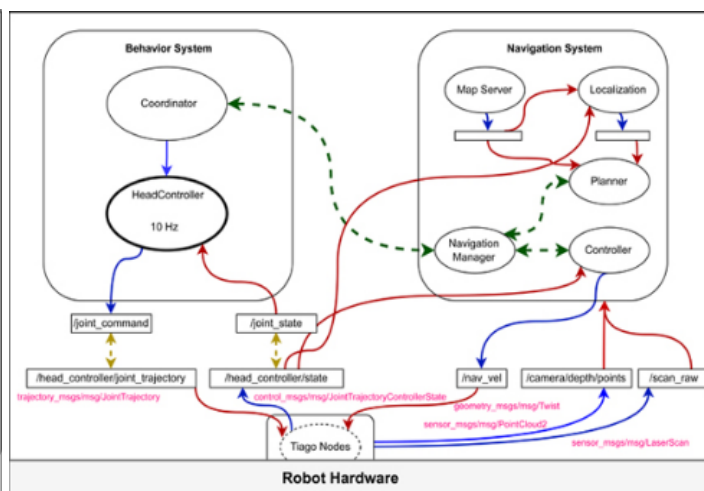 Behavior System
Navigation System
Coordinator
Map Server
Localization
HeadController
10 Hz
Planner
Navigation
Manager
Controller
/joint_command
/joint_state
/head_controller/joint_trajectory
/head_controller/state
/nav_vel
/camera/depth/points
/scan_raw
trajectory_msgs/msg/JointTrajectory
control_msgs/msg/JointTrajectoryControllerState
geometry_msgs/msg/Twist
sensor_msgs/msg/PointCloud2
sensor_msgs/msg/LaserScan
Tiago Nodes
Robot Hardware